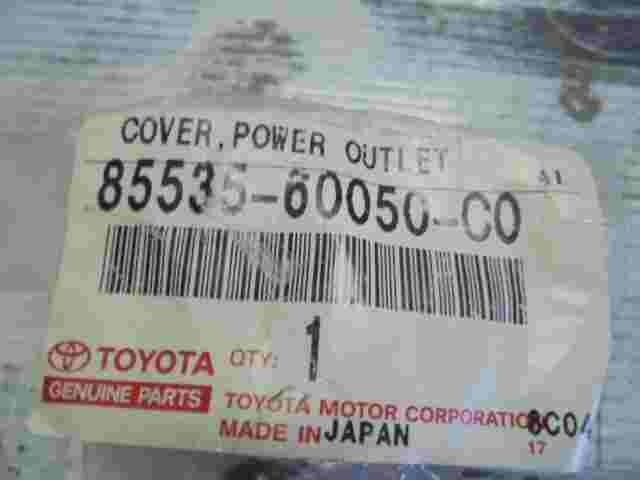 COVER, POWER OUTLET
A1
85535-60050-C0
1
TOYOTA QTY:
GENUINE PARTS
TOYOTA MOTOR CORPORATIO
8C04
MADE IN JAPAN
17